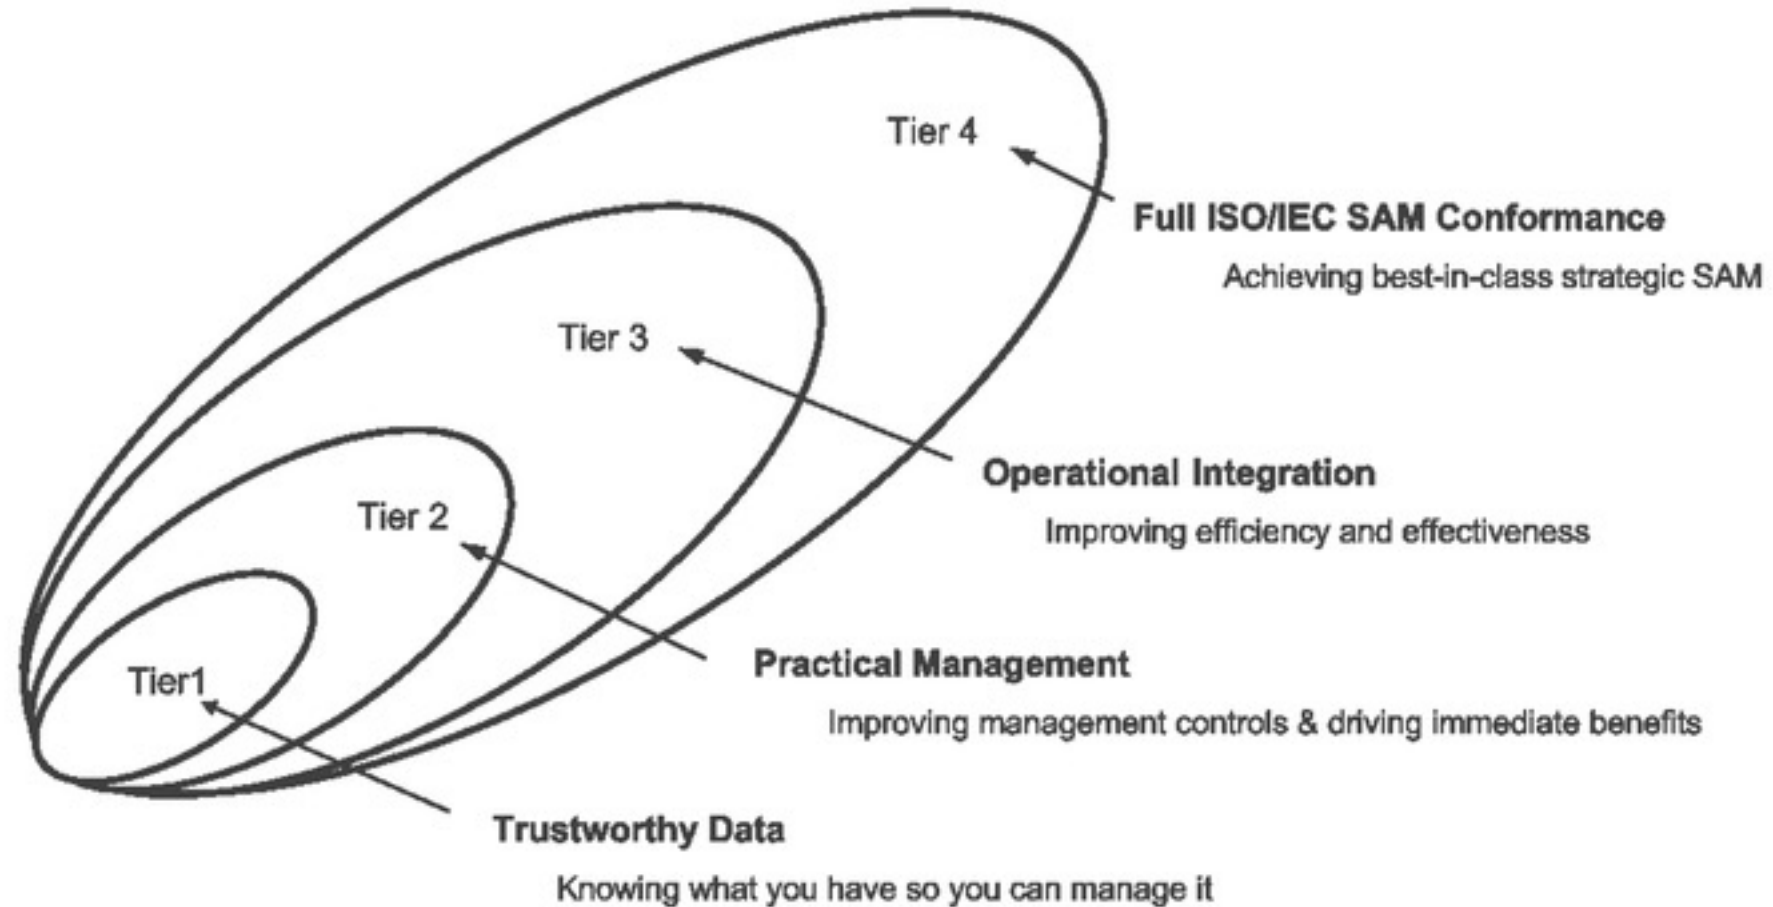 Tier 4
Full ISO/IEC SAM Conformance
Achieving best-in-class strategic SAM
Tier 3
Operational Integration
Improving efficiency and effectiveness
Tier 2
Practical Management
Improving management controls & driving immediate benefits
Tier1
Trustworthy Data
Knowing what you have so you can manage it